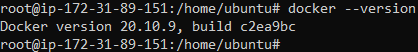 root@ip-172-31-89-151:/home/ubuntu# docker --version
Docker version 20.10.9, build c2ea9bc
root@ip-172-31-89-151:/home/ubuntu#